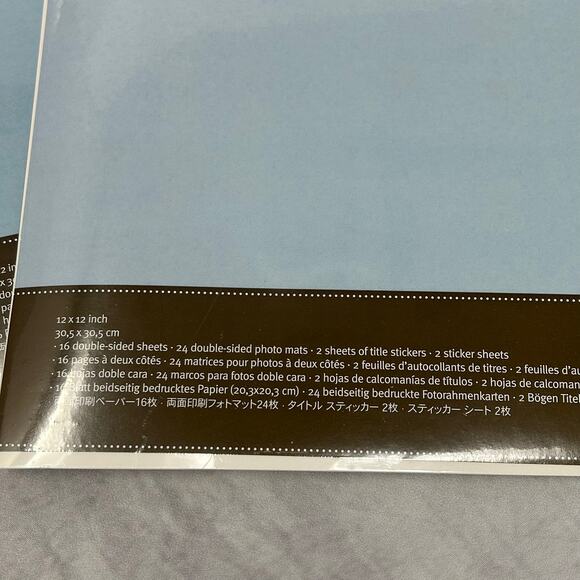 12 x 12 inch
30,5 x 30,5 cm
· 16 double-sided sheets · 24 double-sided photo mats · 2 sheets of title stickers · 2 sticker sheets
· 16 pages à deux côtés · 24 matrices pour photos à deux côtés · 2 feuilles d'autocollants de titres · 2 feuilles d'au
· 16 hojas doble cara · 24 marcos para fotos doble cara · 2 hojas de calcomanías de títulos · 2 hojas de calcoman
· 16 Blatt beidseitig bedrucktes Papier (20,3x20,3 cm) · 24 beidseitig bedruckte Fotorahmenkarten · 2 Bögen Titel
両面印刷ペーパー16枚 · 両面印刷フォトマット24枚 · タイトル スティッカー 2枚 · スティッカー シート 2枚